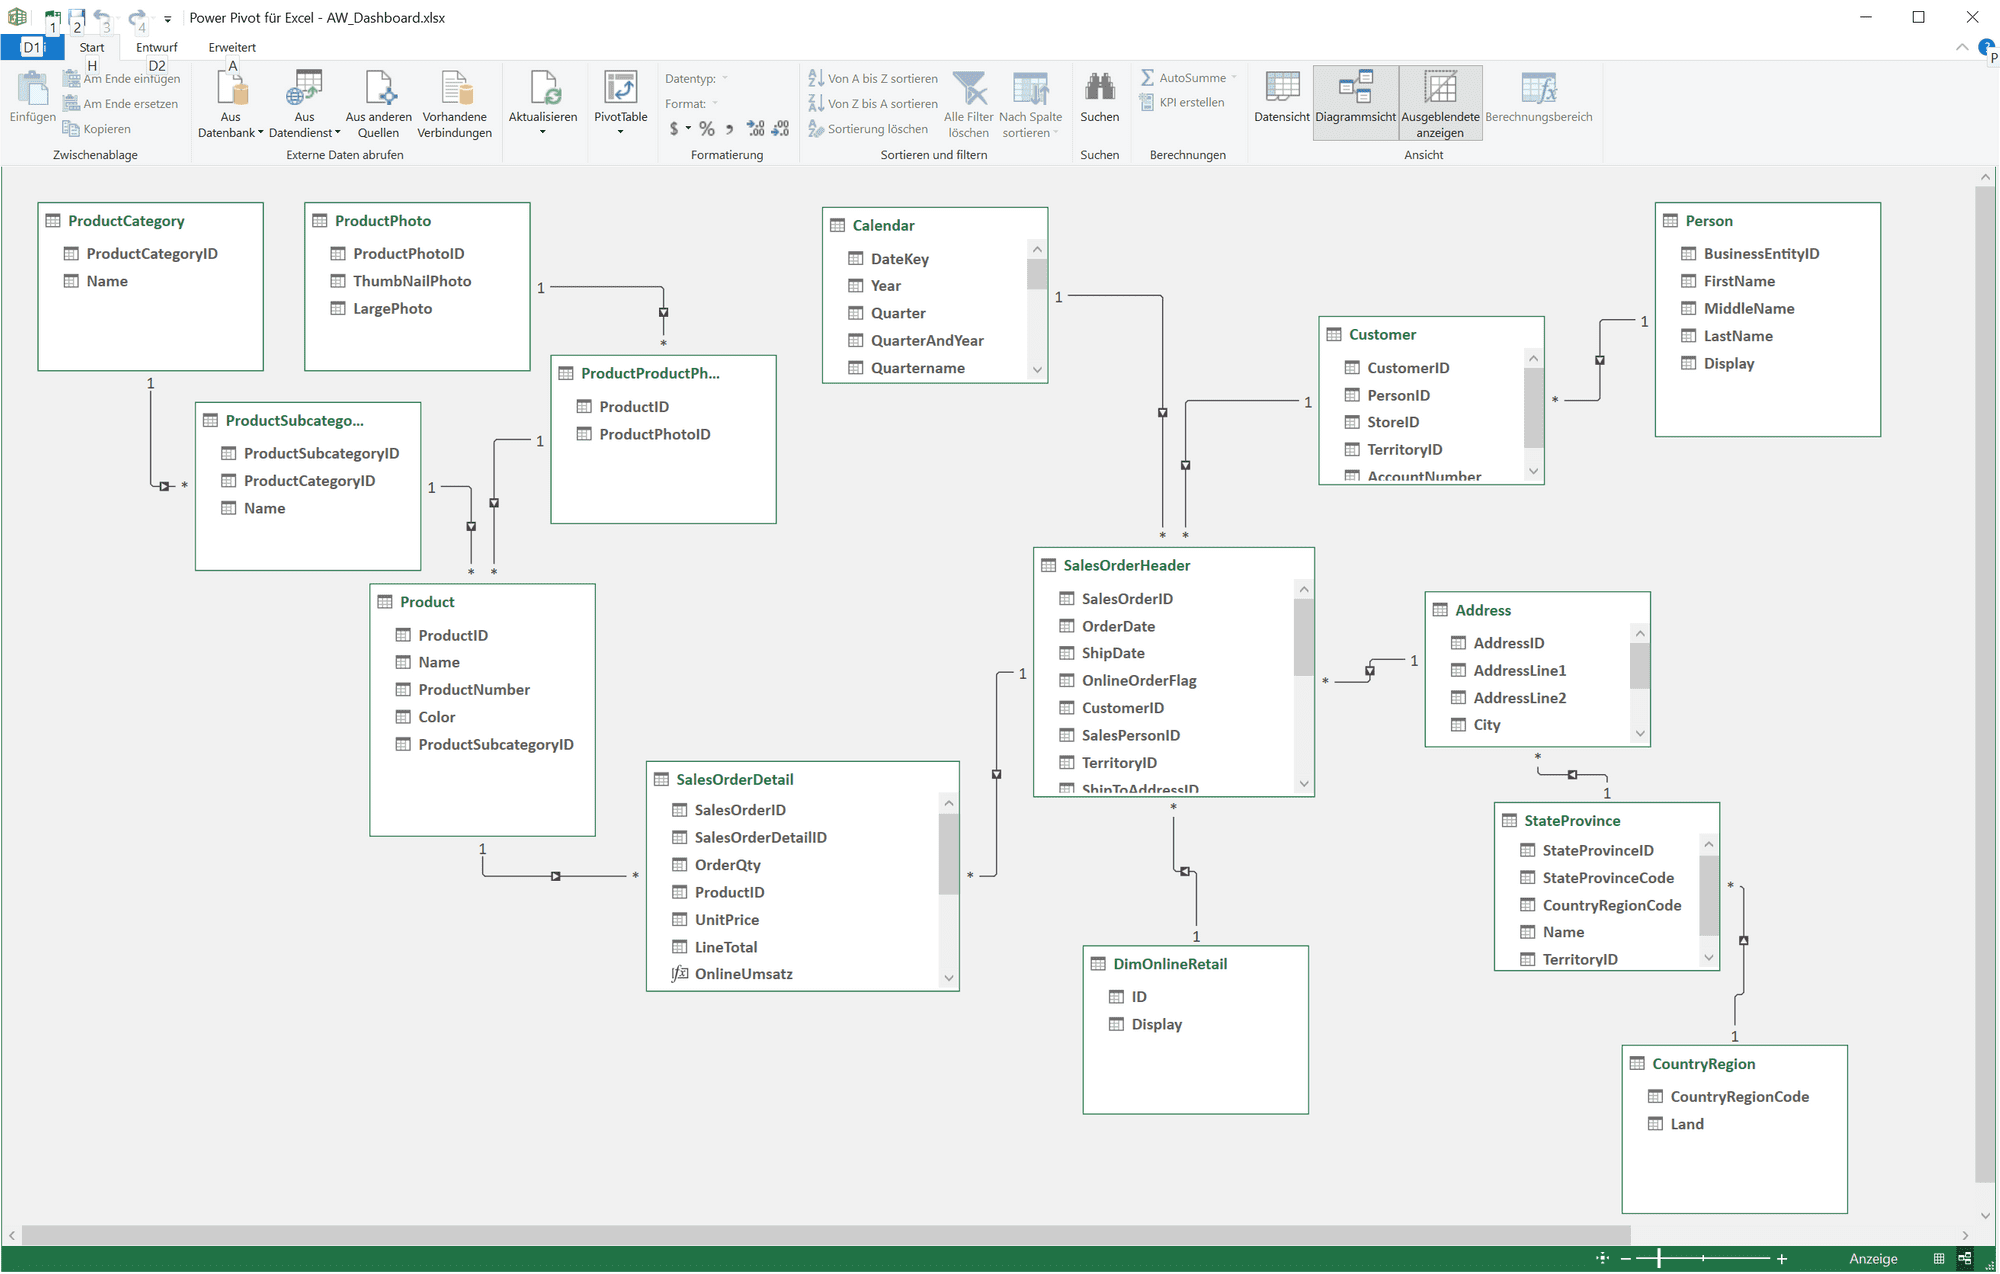 Power Pivot für Excel - AW_Dashboard.xlsx
1 2 3 4
D1 Start Entwurf Erweitert
H D2 A P
Einfügen
Am Ende einfügen
Am Ende ersetzen
Kopieren
Zwischenablage
Aus Datenbank
Aus Datendienst
Aus anderen Quellen
Vorhandene Verbindungen
Externe Daten abrufen
Aktualisieren
PivotTable
Datentyp:
Format:
$ % ,
Formatierung
Von A bis Z sortieren
Von Z bis A sortieren
Sortierung löschen
Alle Filter löschen
Nach Spalte sortieren
Sortieren und filtern
Suchen
Suchen
AutoSumme
KPI erstellen
Berechnungen
Datensicht
Diagrammsicht
Ausgeblendete anzeigen
Berechnungsbereich
Ansicht
ProductCategory
ProductCategoryID
Name
1
*
ProductPhoto
ProductPhotoID
ThumbNailPhoto
LargePhoto
1
*
Calendar
DateKey
Year
Quarter
QuarterAndYear
Quartername
1
*
Person
BusinessEntityID
FirstName
MiddleName
LastName
Display
1
*
Customer
CustomerID
PersonID
StoreID
TerritoryID
AccountNumber
1
*
ProductProductPh...
ProductID
ProductPhotoID
1
*
ProductSubcatego...
ProductSubcategoryID
ProductCategoryID
Name
1
*
Product
ProductID
Name
ProductNumber
Color
ProductSubcategoryID
1
*
SalesOrderHeader
SalesOrderID
OrderDate
ShipDate
OnlineOrderFlag
CustomerID
SalesPersonID
TerritoryID
ShipToAddressID
1
*
Address
AddressID
AddressLine1
AddressLine2
City
1
*
SalesOrderDetail
SalesOrderID
SalesOrderDetailID
OrderQty
ProductID
UnitPrice
LineTotal
OnlineUmsatz
StateProvince
StateProvinceID
StateProvinceCode
CountryRegionCode
Name
TerritoryID
1
*
DimOnlineRetail
ID
Display
1
*
CountryRegion
CountryRegionCode
Land
1
*
Anzeige